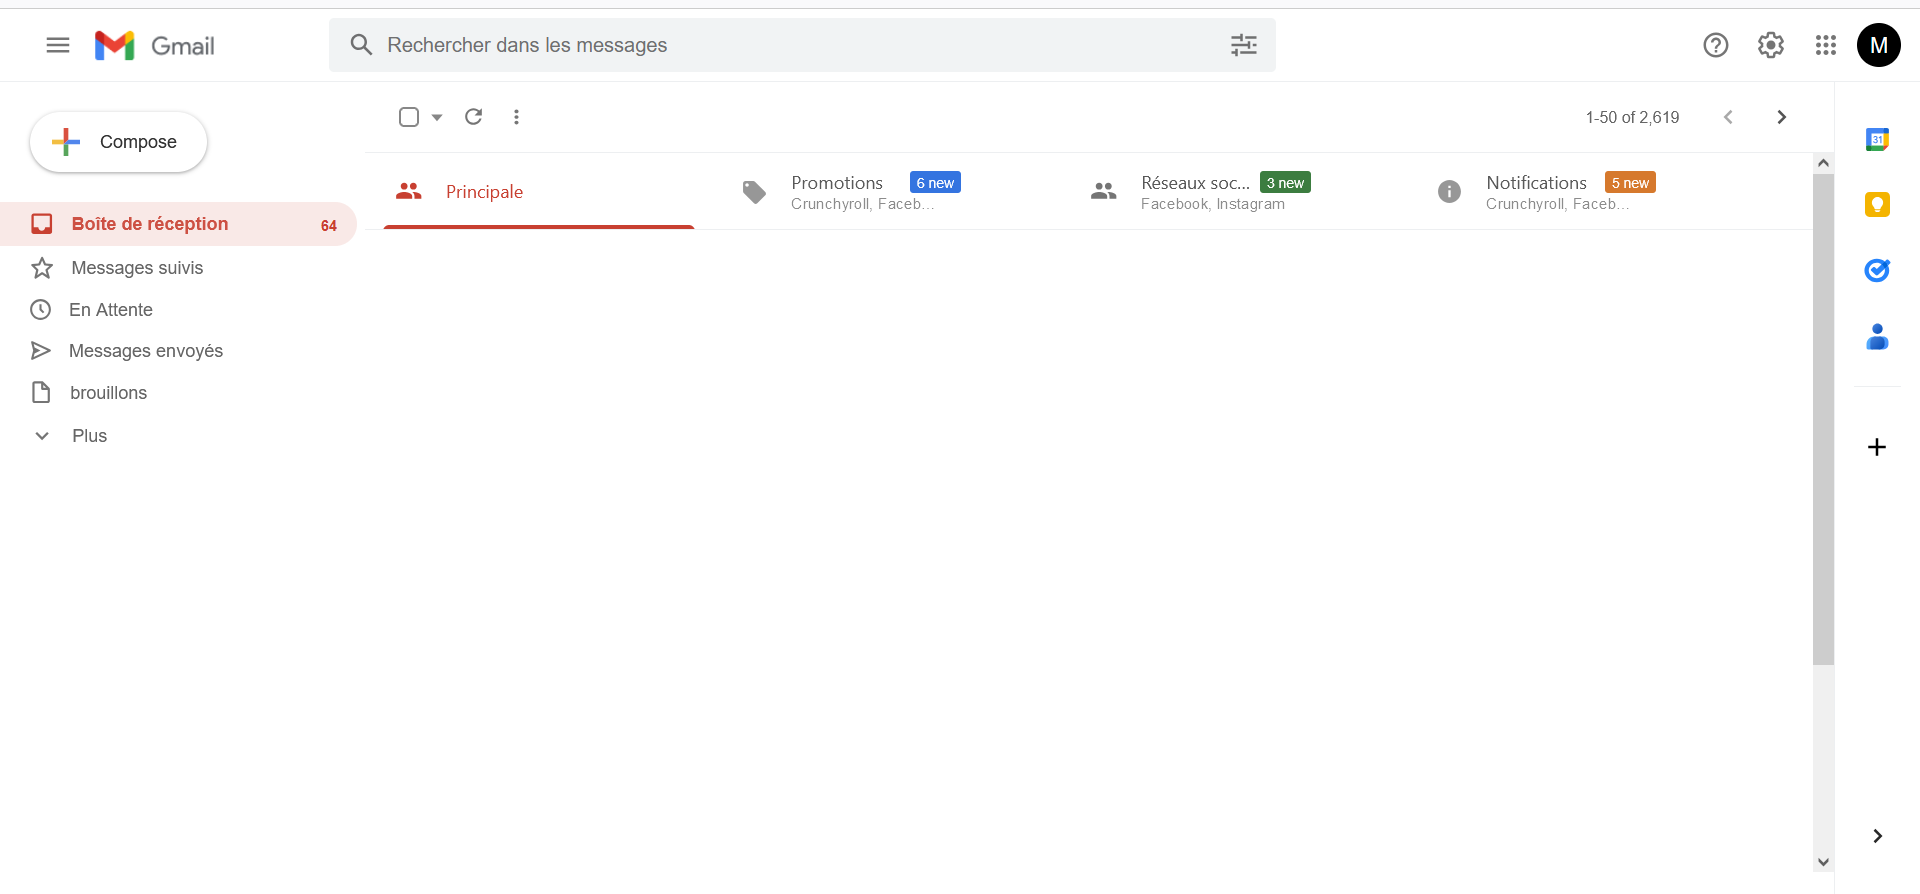 Gmail
Rechercher dans les messages
M
Compose
1-50 of 2,619
31
Principale
Promotions 6 new
Crunchyroll, Faceb...
Réseaux soc... 3 new
Facebook, Instagram
Notifications 5 new
Crunchyroll, Faceb...
Boîte de réception 64
Messages suivis
En Attente
Messages envoyés
brouillons
Plus